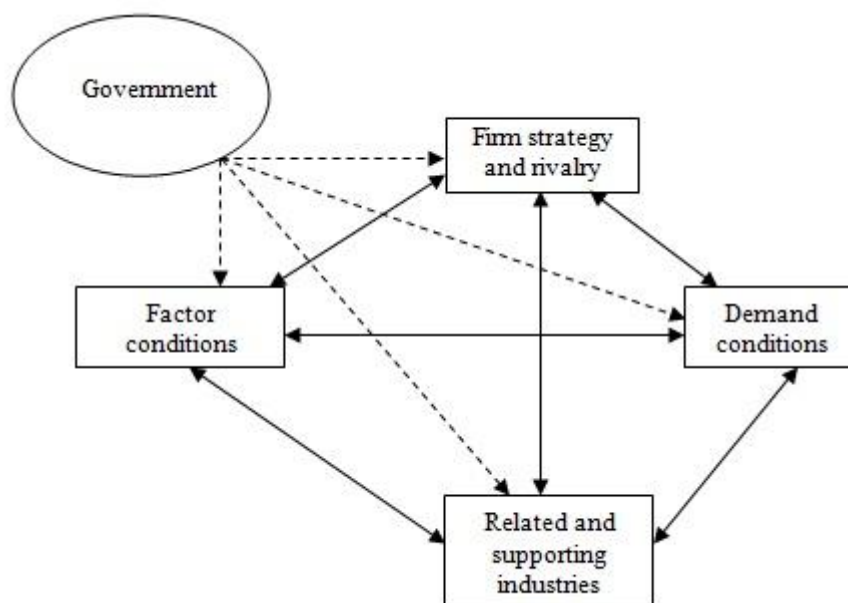 Government
Firm strategy
and rivalry
Factor
conditions
Demand
conditions
Related and
supporting
industries